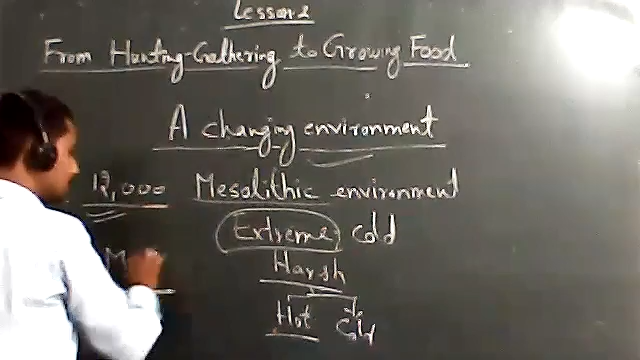 Lesson 2
From Hunting-Gathering to Growing Food
A changing environment
12,000 Mesolithic environment
Extreme cold
Harsh
Hot